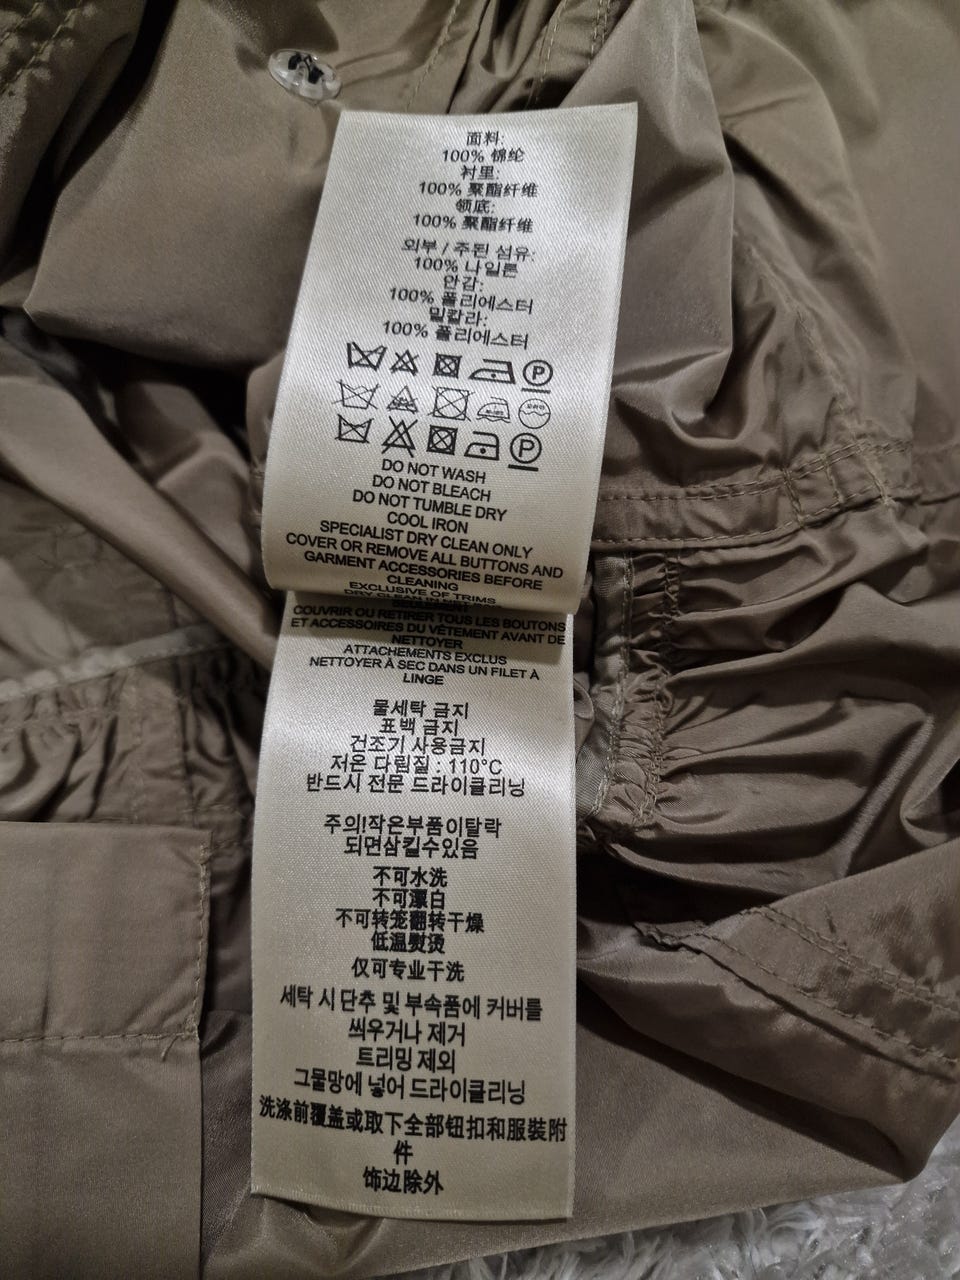 面料:
100% 锦纶
衬里:
100% 聚酯纤维
领底:
100% 聚酯纤维
외부 / 주된 섬유:
100% 나일론
안감:
100% 폴리에스터
밑칼라:
100% 폴리에스터
P
P
DO NOT WASH
DO NOT BLEACH
DO NOT TUMBLE DRY
COOL IRON
SPECIALIST DRY CLEAN ONLY
COVER OR REMOVE ALL BUTTONS AND
GARMENT ACCESSORIES BEFORE
CLEANING
EXCLUSIVE OF TRIMS
DRY CLEAN IN
SEULEMENT
COUVRIR OU RETIRER TOUS LES BOUTONS
ET ACCESSOIRES DU VÊTEMENT AVANT DE
NETTOYER
ATTACHEMENTS EXCLUS
NETTOYER À SEC DANS UN FILET À
LINGE
물세탁 금지
표백 금지
건조기 사용금지
저온 다림질 : 110°C
반드시 전문 드라이클리닝
주의!작은부품이탈락
되면삼킬수있음
不可水洗
不可漂白
不可转笼翻转干燥
低温熨烫
仅可专业干洗
세탁 시 단추 및 부속품에 커버를
씌우거나 제거
트리밍 제외
그물망에 넣어 드라이클리닝
洗涤前覆盖或取下全部钮扣和服装附
件
饰边除外